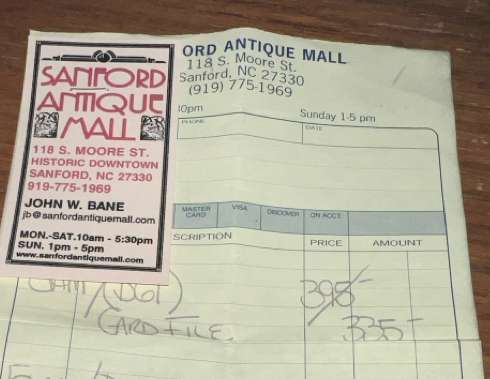 SANFORD
ANTIQUE
MALL
118 S. MOORE ST.
HISTORIC DOWNTOWN
SANFORD, NC 27330
919-775-1969
JOHN W. BANE
jb@sanfordantiquemall.com
MON.-SAT.10am - 5:30pm
SUN. 1pm - 5pm
www.sanfordantiquemall.com
ORD ANTIQUE MALL
118 S. Moore St.
Sanford, NC 27330
(919) 775-1969
30pm Sunday 1-5 pm
PHONE DATE
MASTER CARD VISA DISCOVER ON ACCT.
SCRIPTION PRICE AMOUNT
395-
CARD FILE 335-